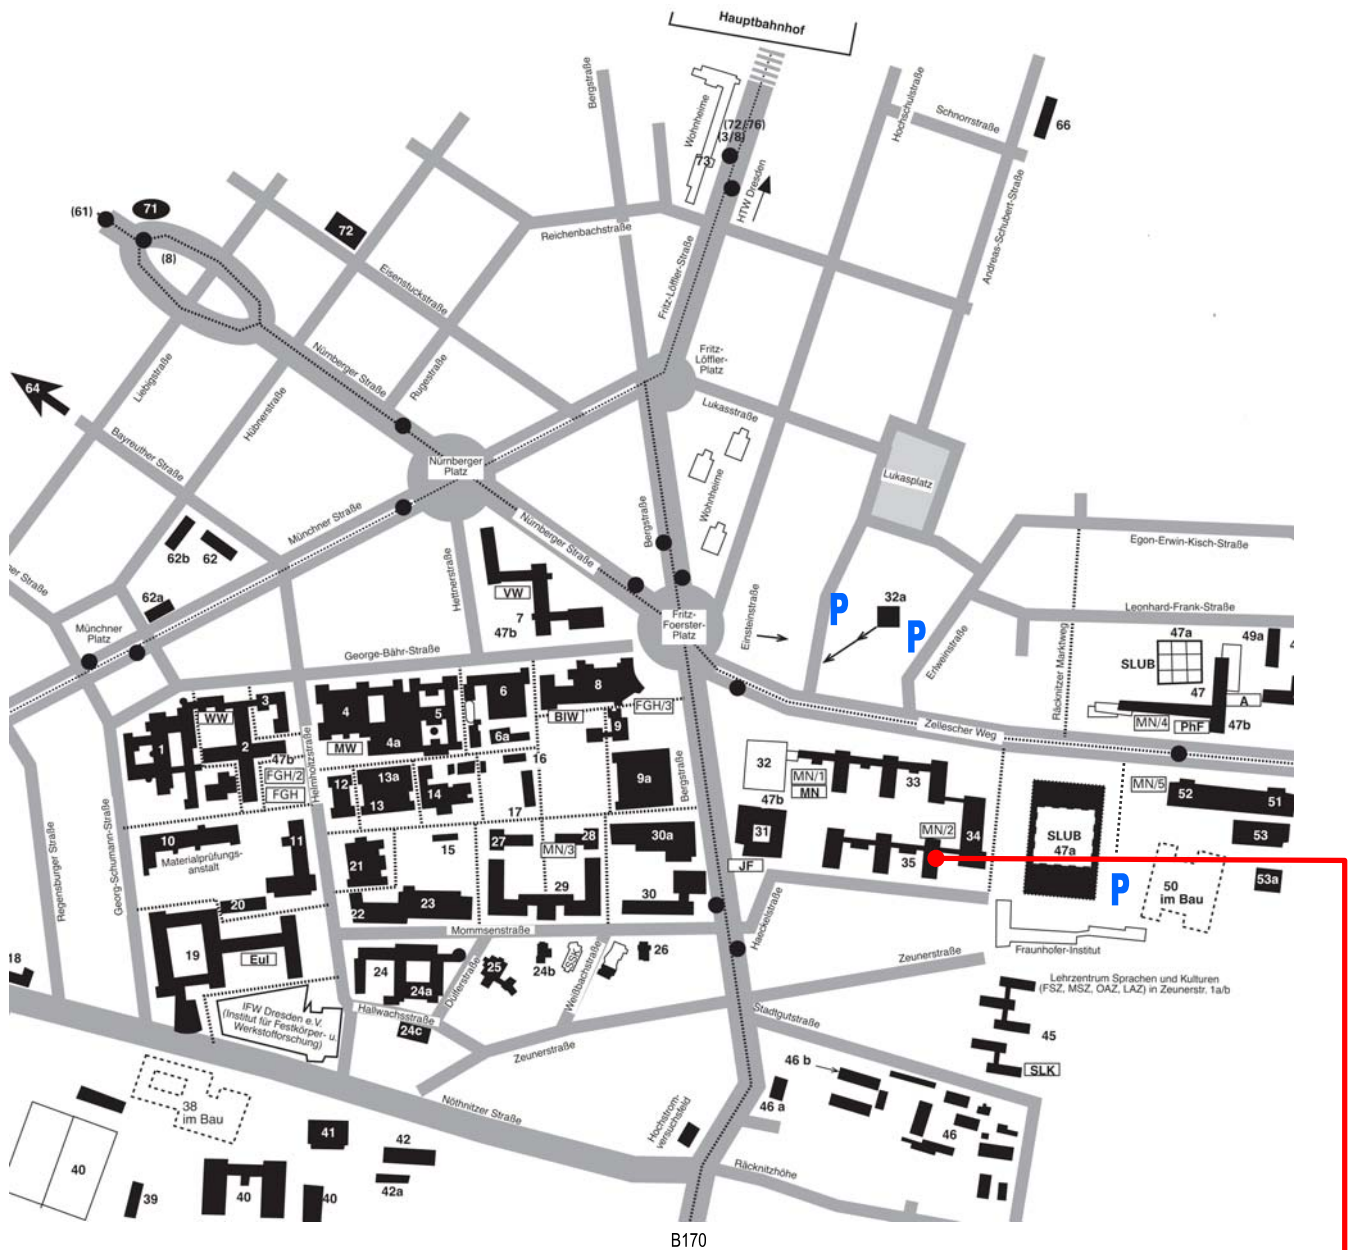 Hauptbahnhof
Bergstraße
Wohnheime
(72/76)
(3/8)
73
HTW Dresden
Hochschulstraße
Schnorrstraße
66
Andreas-Schubert-Straße
(61)
71
(8)
72
Reichenbachstraße
Eisenstuckstraße
Fritz-Löffler-Straße
Nürnberger Straße
Rugestraße
Liebigstraße
Hübnerstraße
64
Bayreuther Straße
Fritz-
Löffler-
Platz
Lukasstraße
Nürnberger
Platz
Wohnheime
Lukasplatz
Münchner Straße
Nürnberger Straße
Bergstraße
62b
62
62a
Hettnerstraße
VW
7
47b
Egon-Erwin-Kisch-Straße
Leonhard-Frank-Straße
Münchner
Platz
Fritz-
Foerster-
Platz
Einsteinstraße
P
32a
P
Erlweinstraße
Räcknitzer Marktweg
47a
49a
SLUB
47
A
MN/4
PhF
47b
George-Bähr-Straße
Zellescher Weg
WW
3
1
2
47b
FGH/2
FGH
4
5
MW
4a
6
6a
8
BIW
FGH/3
9
9a
16
Helmholtzstraße
12
13a
13
14
17
Bergstraße
32
MN/1
MN
47b
33
31
JF
MN/2
34
35
SLUB
47a
MN/5
52
51
53
53a
50
im Bau
P
10
Materialprüfungs-
anstalt
11
15
27
28
MN/3
29
30a
30
21
22
23
20
Regensburger Straße
Georg-Schumann-Straße
Mommsenstraße
Haeckelstraße
Fraunhofer-Institut
19
EuI
18
24
24a
24b
24c
25
26
SSK
Dülferstraße
Weißbachstraße
Hallwachsstraße
Zeunerstraße
Zeunerstraße
IFW Dresden e.V.
(Institut für Festkörper- u.
Werkstofforschung)
Lehrzentrum Sprachen und Kulturen
(FSZ, MSZ, OAZ, LAZ) in Zeunerstr. 1a/b
45
SLK
Stadtgutstraße
46 b
46 a
46
Nöthnitzer Straße
Hochstrom-
versuchsfeld
Räcknitzhöhe
38
im Bau
40
39
40
41
40
42
42a
B170